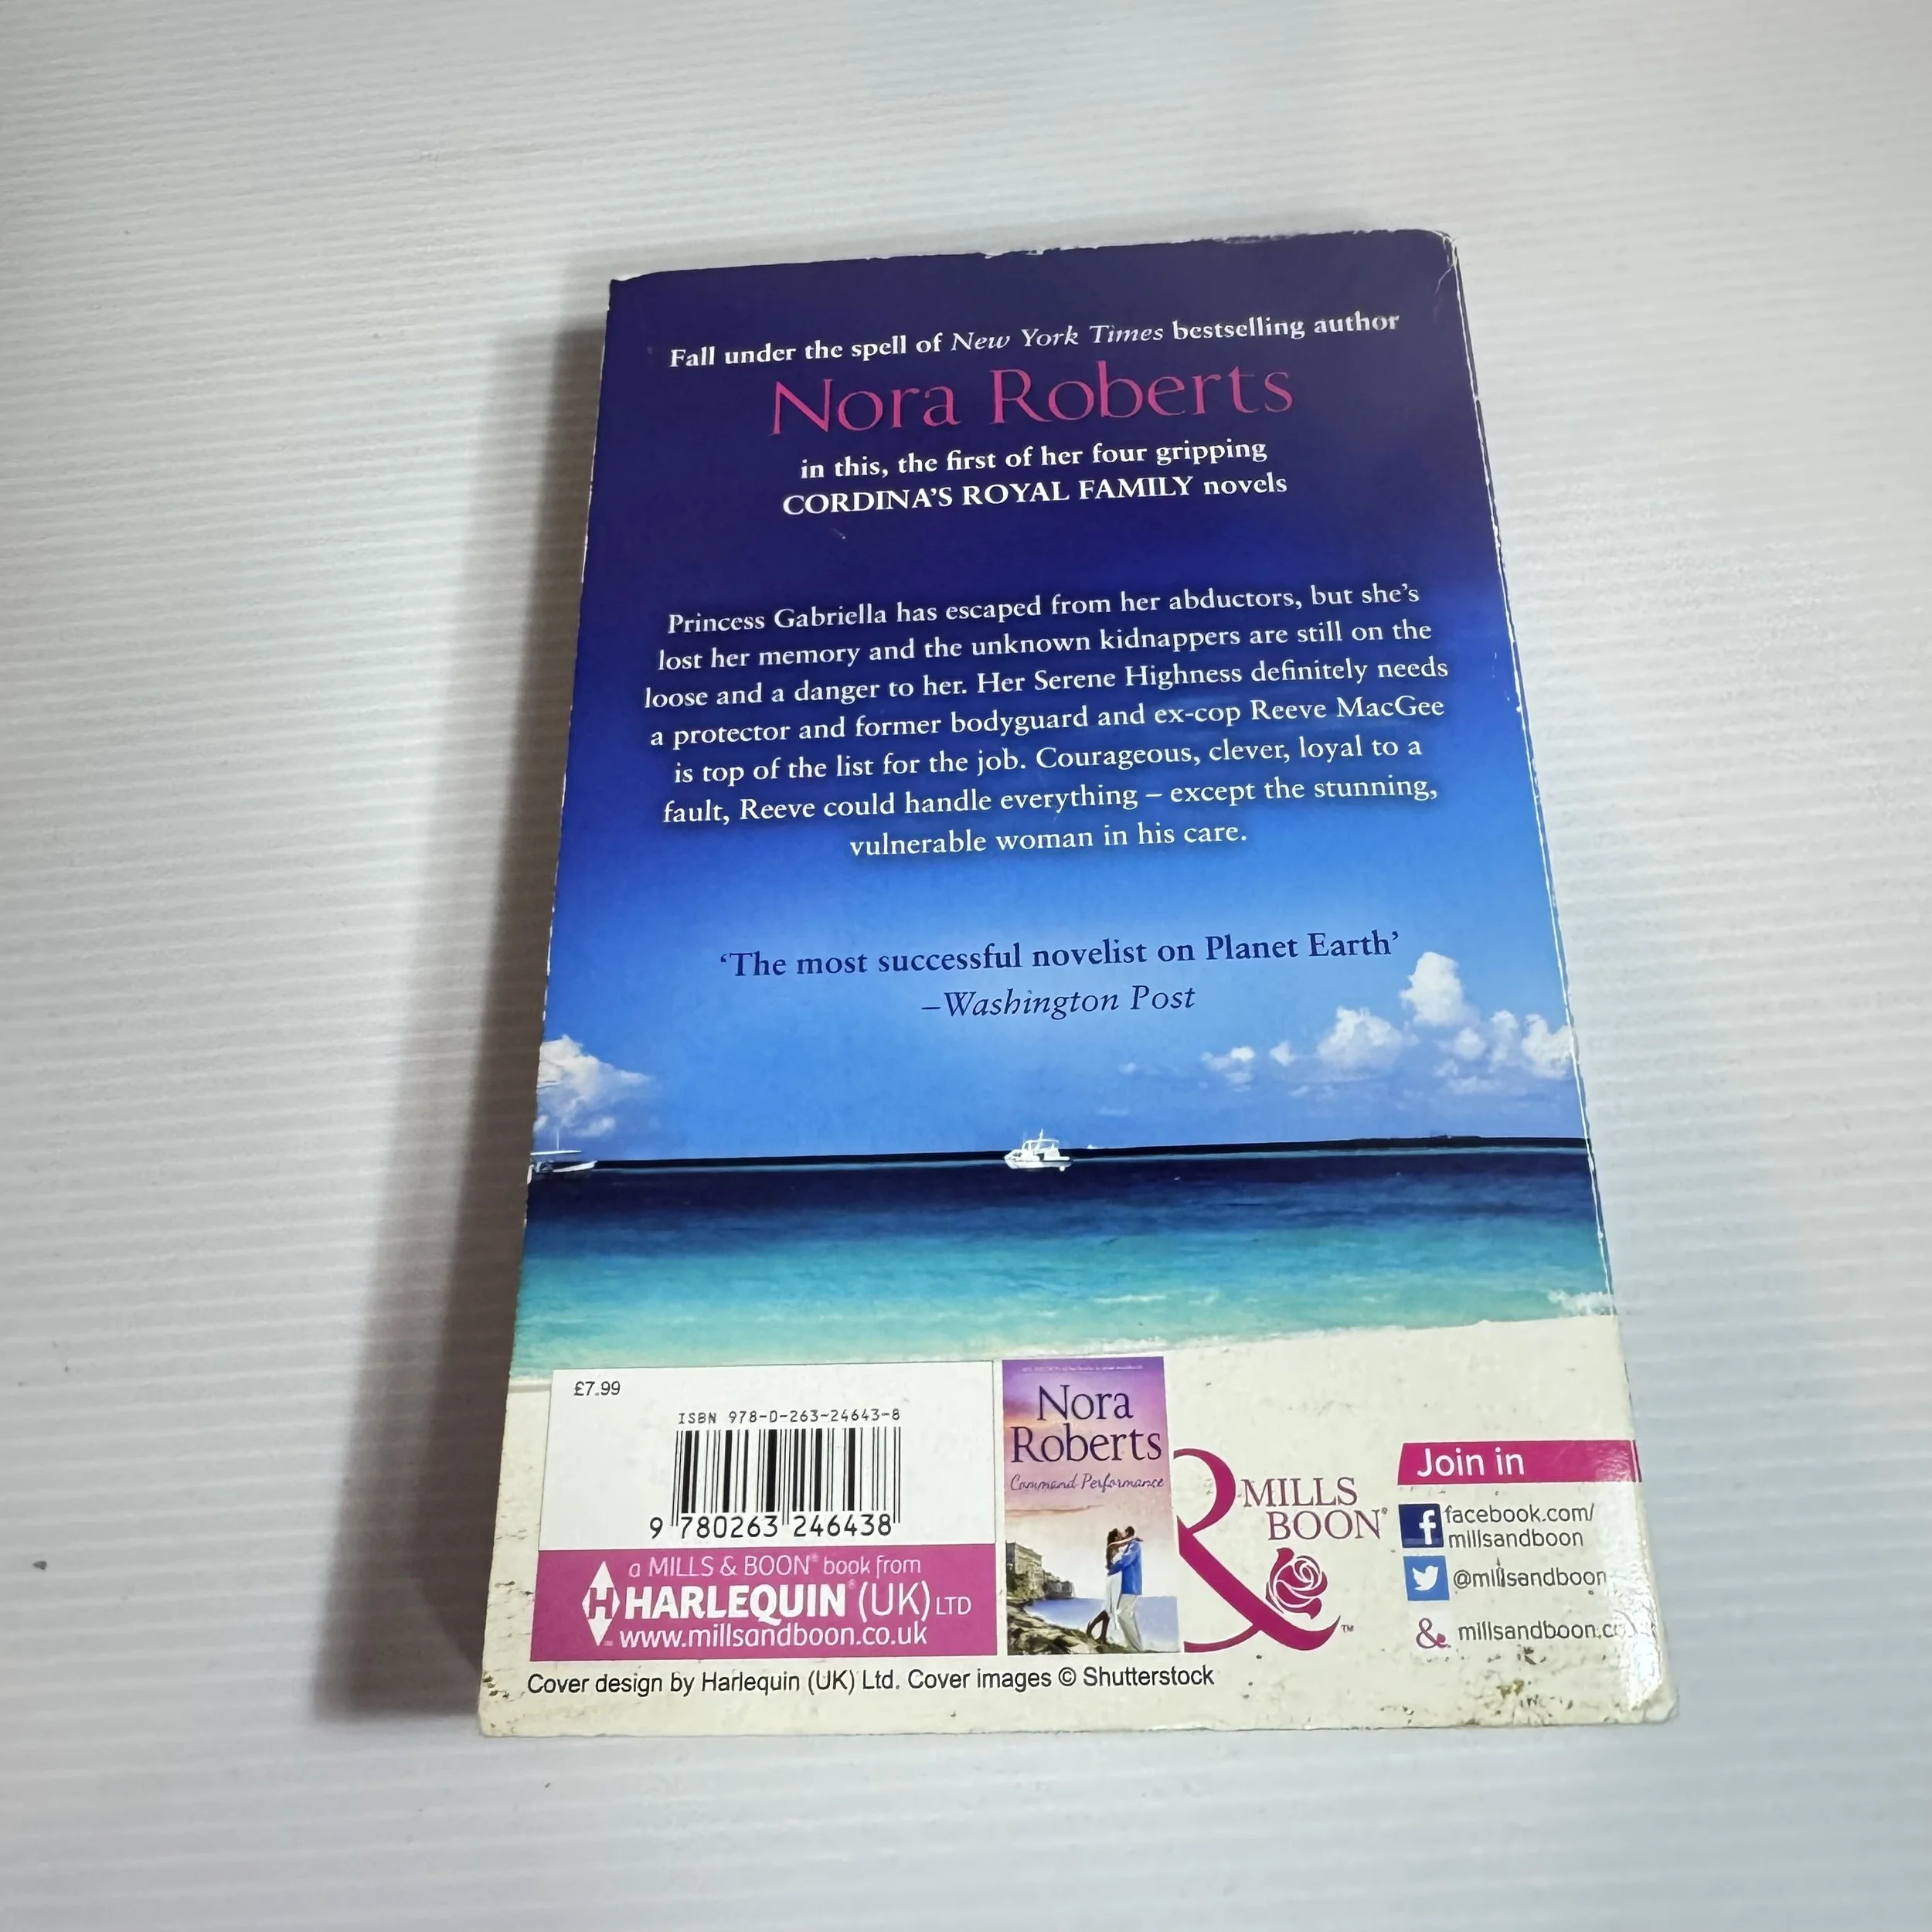 Fall under the spell of New York Times bestselling author
Nora Roberts
in this, the first of her four gripping
CORDINA'S ROYAL FAMILY novels
Princess Gabriella has escaped from her abductors, but she's
lost her memory and the unknown kidnappers are still on the
loose and a danger to her. Her Serene Highness definitely needs
a protector and former bodyguard and ex-cop Reeve MacGee
is top of the list for the job. Courageous, clever, loyal to a
fault, Reeve could handle everything – except the stunning,
vulnerable woman in his care.
'The most successful novelist on Planet Earth'
–Washington Post
£7.99
ISBN 978-0-263-24643-8
9 780263 246438
a MILLS & BOON® book from
H HARLEQUIN® (UK) LTD
www.millsandboon.co.uk
Nora
Roberts
Command Performance
MILLS
BOON®
™
Join in
f facebook.com/
millsandboon
@millsandboon
& millsandboon.co
Cover design by Harlequin (UK) Ltd. Cover images © Shutterstock